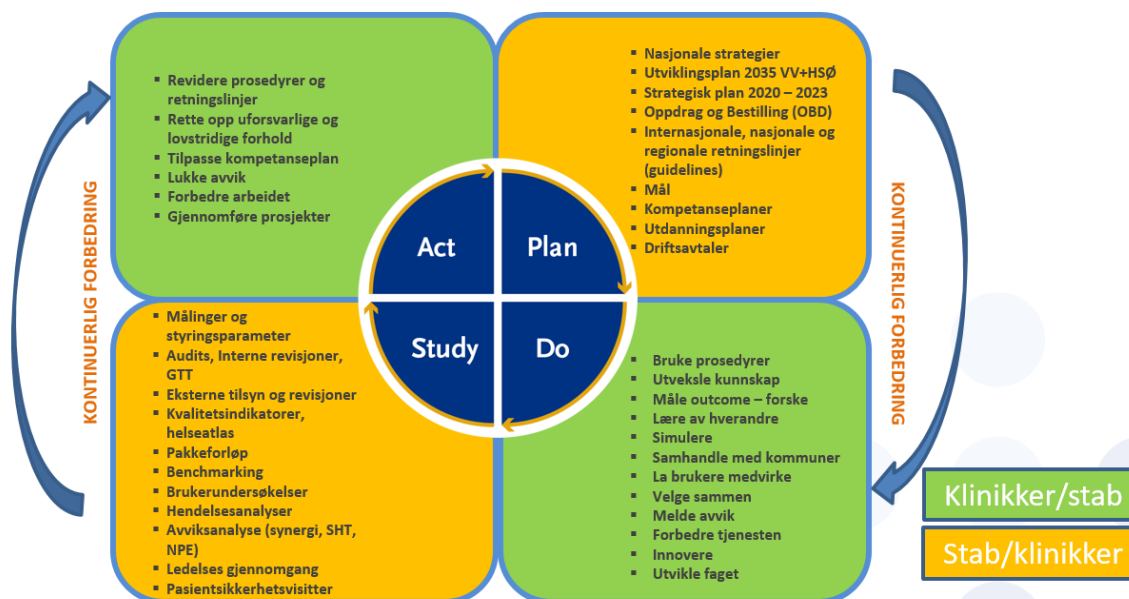 ▪ Revidere prosedyrer og
retningslinjer
▪ Rette opp uforsvarlige og
lovstridige forhold
▪ Tilpasse kompetanseplan
▪ Lukke avvik
▪ Forbedre arbeidet
▪ Gjennomføre prosjekter
▪ Nasjonale strategier
▪ Utviklingsplan 2035 VV+HSØ
▪ Strategisk plan 2020 – 2023
▪ Oppdrag og Bestilling (OBD)
▪ Internasjonale, nasjonale og
regionale retningslinjer
(guidelines)
▪ Mål
▪ Kompetanseplaner
▪ Utdanningsplaner
▪ Driftsavtaler
KONTINUERLIG FORBEDRING
KONTINUERLIG FORBEDRING
Act
Plan
Study
Do
▪ Målinger og
styringsparameter
▪ Audits, Interne revisjoner,
GTT
▪ Eksterne tilsyn og revisjoner
▪ Kvalitetsindikatorer,
helseatlas
▪ Pakkeforløp
▪ Benchmarking
▪ Brukerundersøkelser
▪ Hendelsesanalyser
▪ Avviksanalyse (synergi, SHT,
NPE)
▪ Ledelses gjennomgang
▪ Pasientsikkerhetsvisitter
▪ Bruke prosedyrer
▪ Utveksle kunnskap
▪ Måle outcome – forske
▪ Lære av hverandre
▪ Simulere
▪ Samhandle med kommuner
▪ La brukere medvirke
▪ Velge sammen
▪ Melde avvik
▪ Forbedre tjenesten
▪ Innovere
▪ Utvikle faget
Klinikker/stab
Stab/klinikker